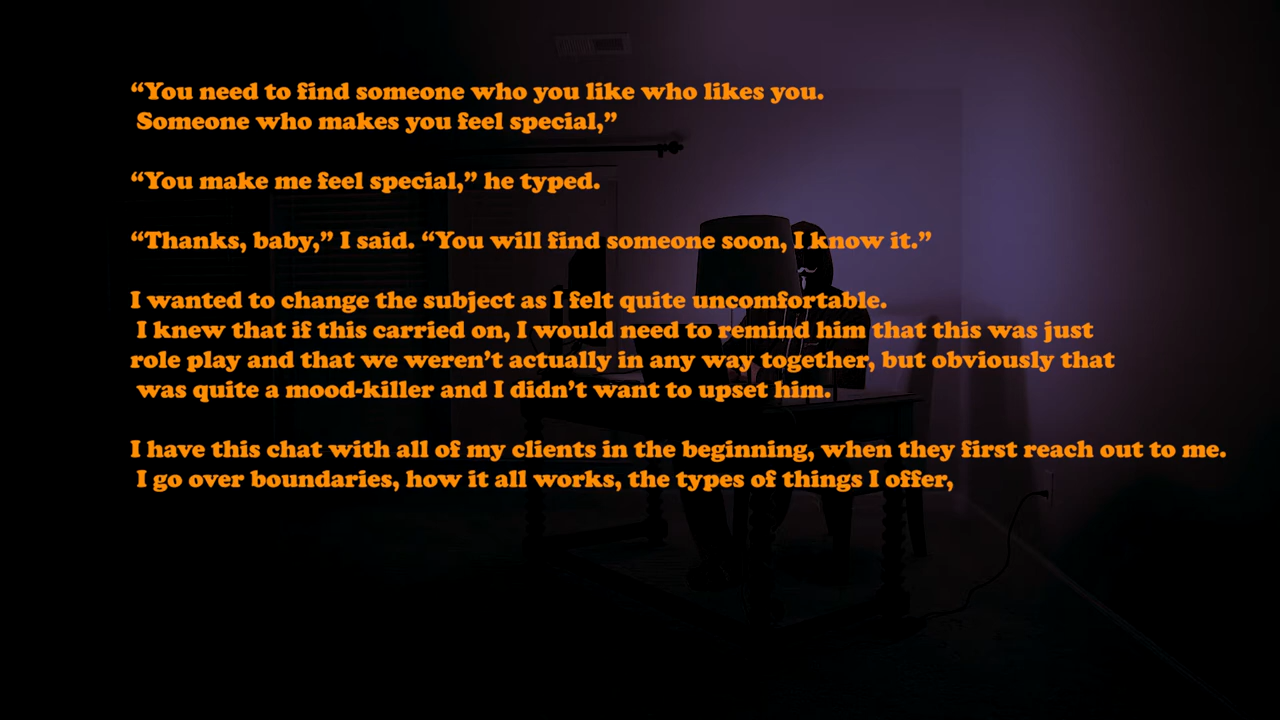 “You need to find someone who you like who likes you.
Someone who makes you feel special,”
“You make me feel special,” he typed.
“Thanks, baby,” I said. “You will find someone soon, I know it.”
I wanted to change the subject as I felt quite uncomfortable.
I knew that if this carried on, I would need to remind him that this was just
role play and that we weren’t actually in any way together, but obviously that
was quite a mood-killer and I didn’t want to upset him.
I have this chat with all of my clients in the beginning, when they first reach out to me.
I go over boundaries, how it all works, the types of things I offer,